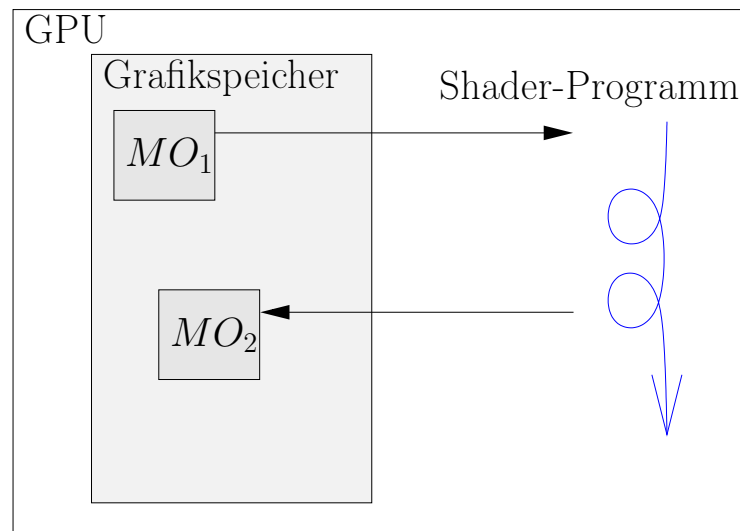 GPU
Grafikspeicher
Shader-Programm
MO₁
MO₂